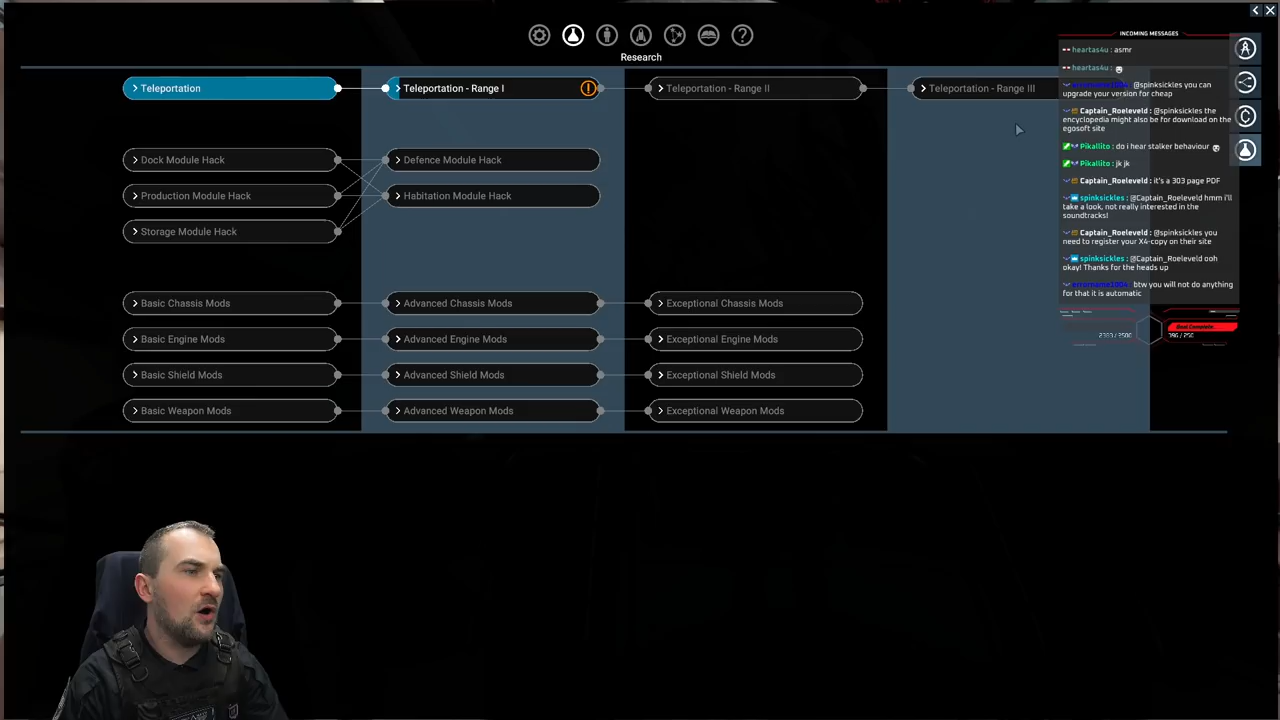 Research
Teleportation
Teleportation - Range I
Teleportation - Range II
Teleportation - Range III
Dock Module Hack
Defence Module Hack
Production Module Hack
Habitation Module Hack
Storage Module Hack
Basic Chassis Mods
Advanced Chassis Mods
Exceptional Chassis Mods
Basic Engine Mods
Advanced Engine Mods
Exceptional Engine Mods
Basic Shield Mods
Advanced Shield Mods
Exceptional Shield Mods
Basic Weapon Mods
Advanced Weapon Mods
Exceptional Weapon Mods
INCOMING MESSAGES
heartas4u : asmr
heartas4u :
@spinksickles you can
upgrade your version for cheap
Captain_Roeleveld : @spinksickles the
encyclopedia might also be for download on the
egosoft site
Pikallito : do i hear stalker behaviour
Pikallito : jk jk
Captain_Roeleveld : it's a 303 page PDF
spinksickles : @Captain_Roeleveld hmm i'll
take a look, not really interested in the
soundtracks!
Captain_Roeleveld : @spinksickles you
need to register your X4-copy on their site
spinksickles : @Captain_Roeleveld ooh
okay! Thanks for the heads up
btw you will not do anything
for that it is automatic